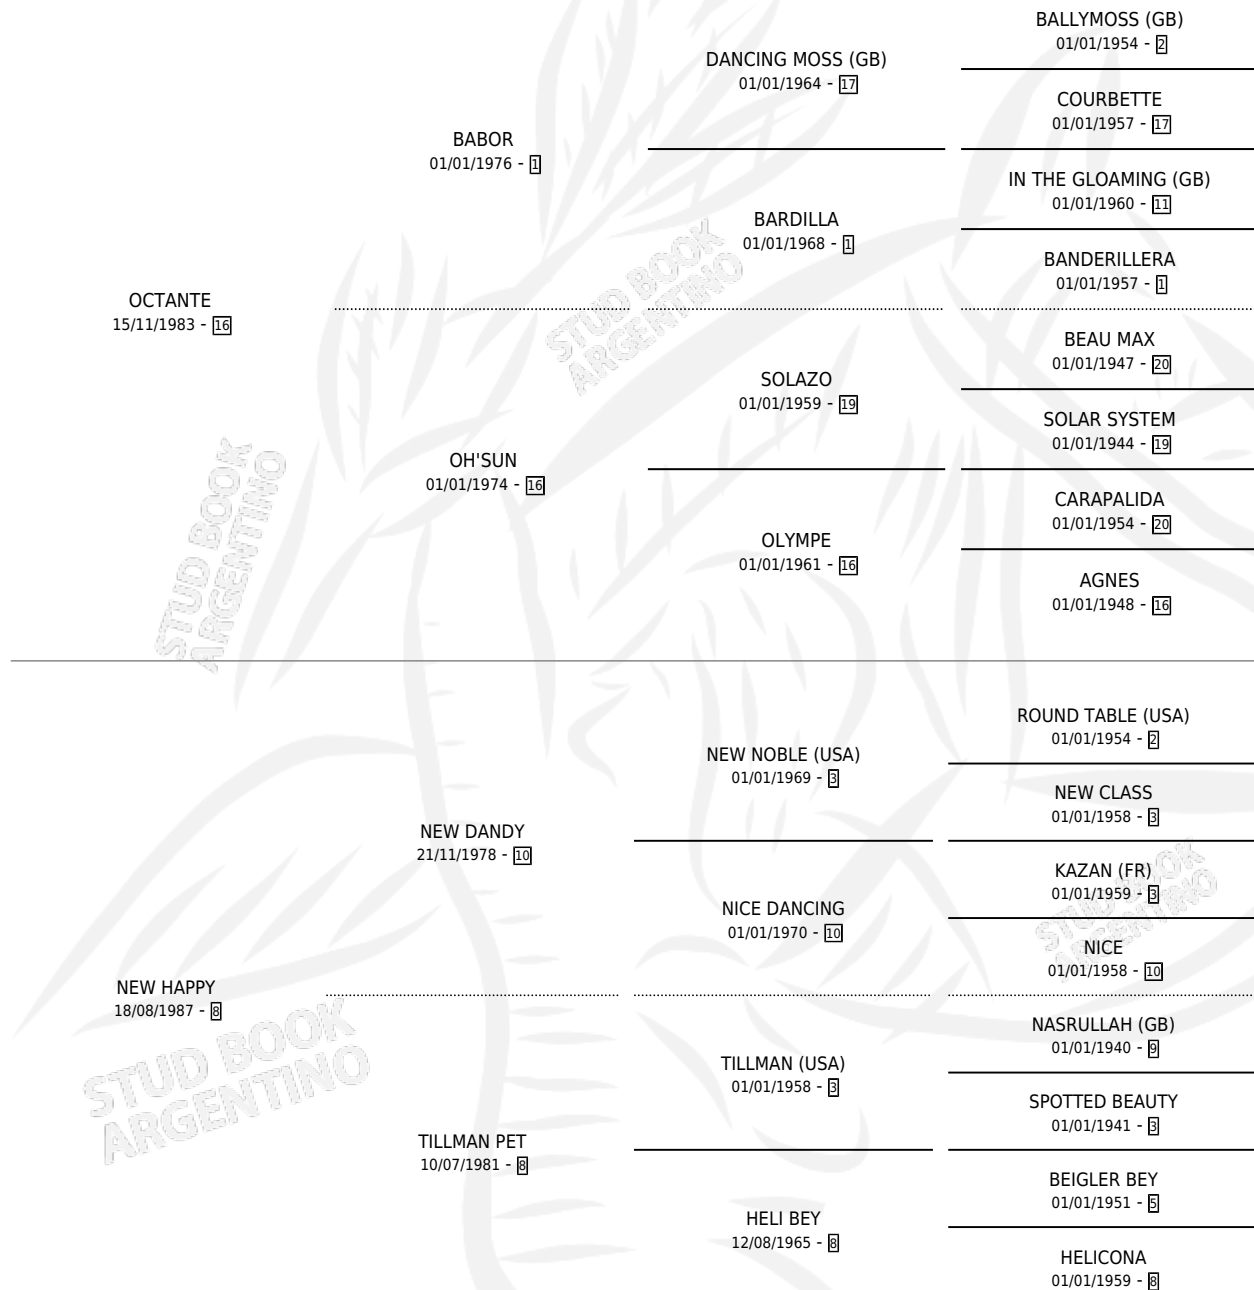 BALLYMOSS (GB)
01/01/1954 - 2
DANCING MOSS (GB)
01/01/1964 - 17
COURBETTE
01/01/1957 - 17
BABOR
01/01/1976 - 1
IN THE GLOAMING (GB)
01/01/1960 - 11
BARDILLA
01/01/1968 - 1
BANDERILLERA
01/01/1957 - 1
OCTANTE
15/11/1983 - 16
BEAU MAX
01/01/1947 - 20
SOLAZO
01/01/1959 - 19
SOLAR SYSTEM
01/01/1944 - 19
OH'SUN
01/01/1974 - 16
CARAPALIDA
01/01/1954 - 20
OLYMPE
01/01/1961 - 16
AGNES
01/01/1948 - 16
ROUND TABLE (USA)
01/01/1954 - 2
NEW NOBLE (USA)
01/01/1969 - 3
NEW CLASS
01/01/1958 - 3
NEW DANDY
21/11/1978 - 10
KAZAN (FR)
01/01/1959 - 3
NICE DANCING
01/01/1970 - 10
NICE
01/01/1958 - 10
NEW HAPPY
18/08/1987 - 8
NASRULLAH (GB)
01/01/1940 - 9
TILLMAN (USA)
01/01/1958 - 3
SPOTTED BEAUTY
01/01/1941 - 3
TILLMAN PET
10/07/1981 - 8
BEIGLER BEY
01/01/1951 - 5
HELI BEY
12/08/1965 - 8
HELICONA
01/01/1959 - 8
STUD BOOK
ARGENTINO
STUD BOOK
ARGENTINO
STUD BOOK
ARGENTINO
STUD BOOK
ARGENTINO